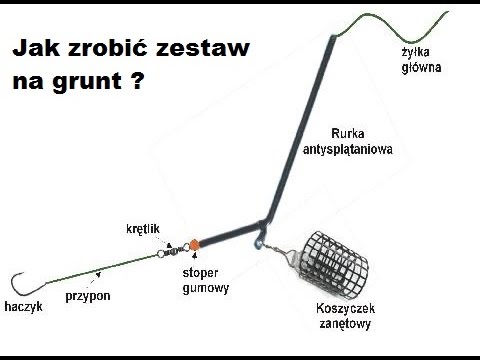 Jak zrobić zestaw
na grunt ?
żyłka
główna
Rurka
antysplątaniowa
krętlik
stoper
gumowy
haczyk
przypon
Koszyczek
zanętowy